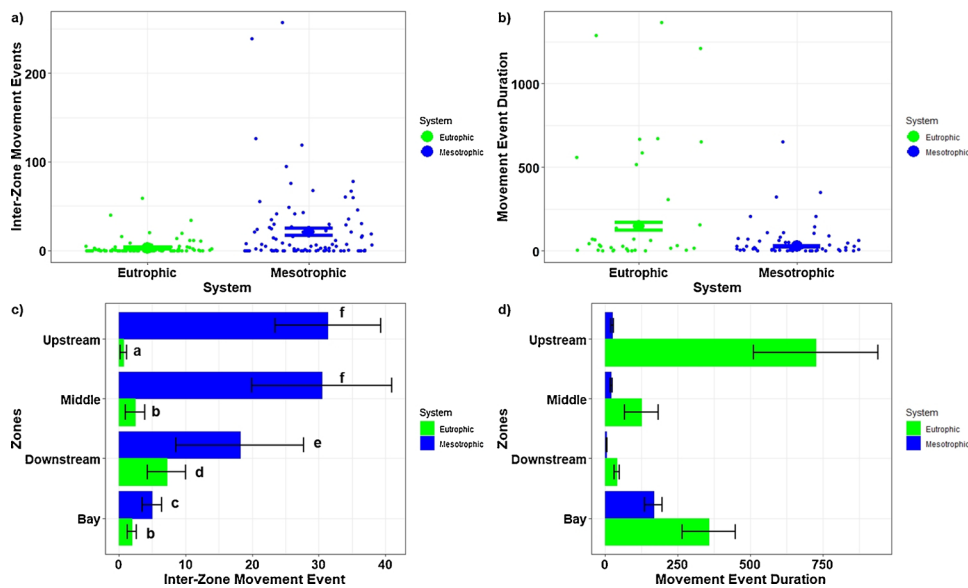 a)
Inter-Zone Movement Events
200
100
0
Eutrophic
Mesotrophic
System
System
Eutrophic
Mesotrophic
b)
Movement Event Duration
1000
500
0
Eutrophic
Mesotrophic
System
System
Eutrophic
Mesotrophic
c)
Zones
Upstream
Middle
Downstream
Bay
f
a
f
b
e
d
c
b
0
10
20
30
40
Inter-Zone Movement Event
System
Eutrophic
Mesotrophic
d)
Zones
Upstream
Middle
Downstream
Bay
0
250
500
750
Movement Event Duration
System
Eutrophic
Mesotrophic